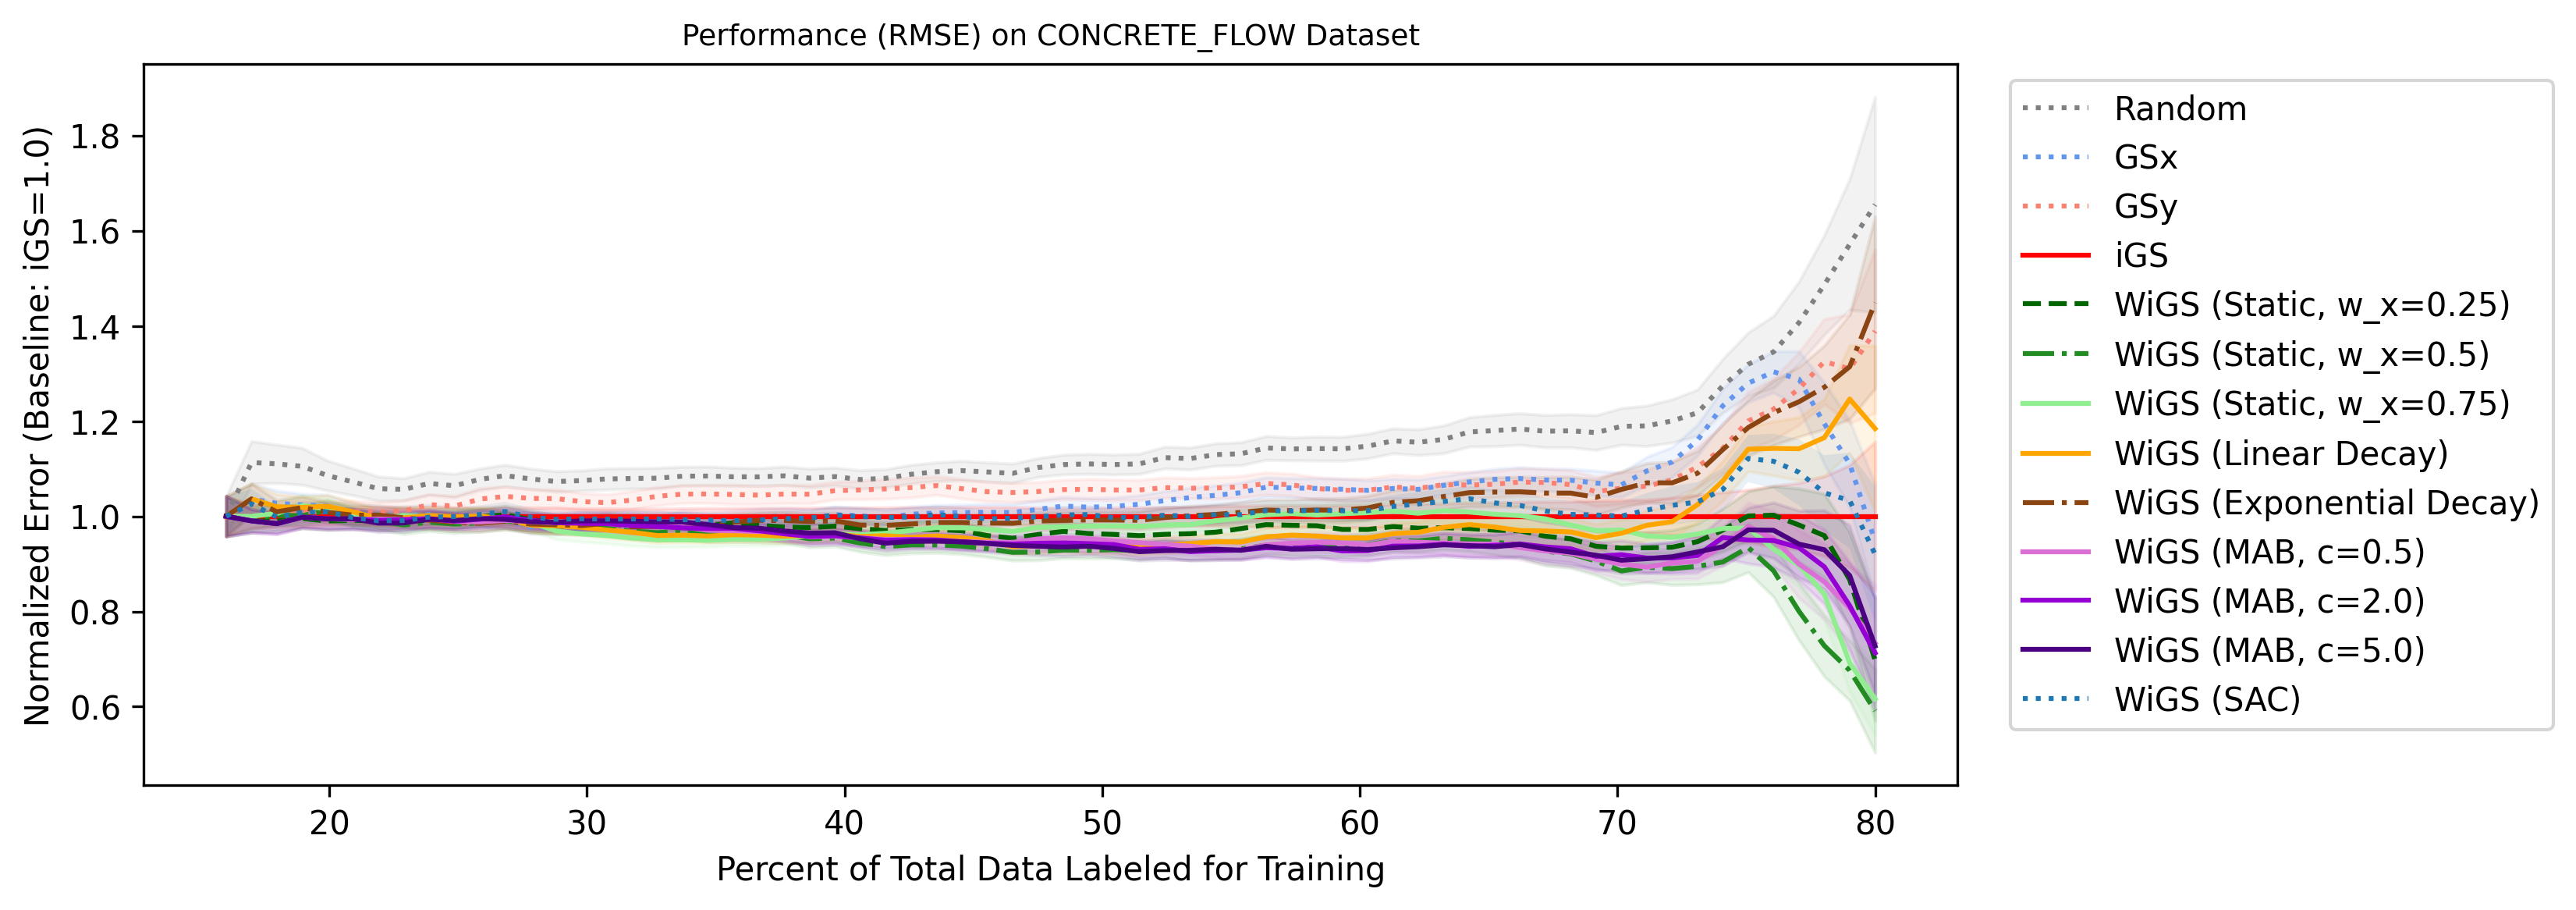 Performance (RMSE) on CONCRETE_FLOW Dataset
Normalized Error (Baseline: iGS=1.0)
1.8
1.6
1.4
1.2
1.0
0.8
0.6
20 30 40 50 60 70 80
Percent of Total Data Labeled for Training
Random
GSx
GSy
iGS
WiGS (Static, w_x=0.25)
WiGS (Static, w_x=0.5)
WiGS (Static, w_x=0.75)
WiGS (Linear Decay)
WiGS (Exponential Decay)
WiGS (MAB, c=0.5)
WiGS (MAB, c=2.0)
WiGS (MAB, c=5.0)
WiGS (SAC)